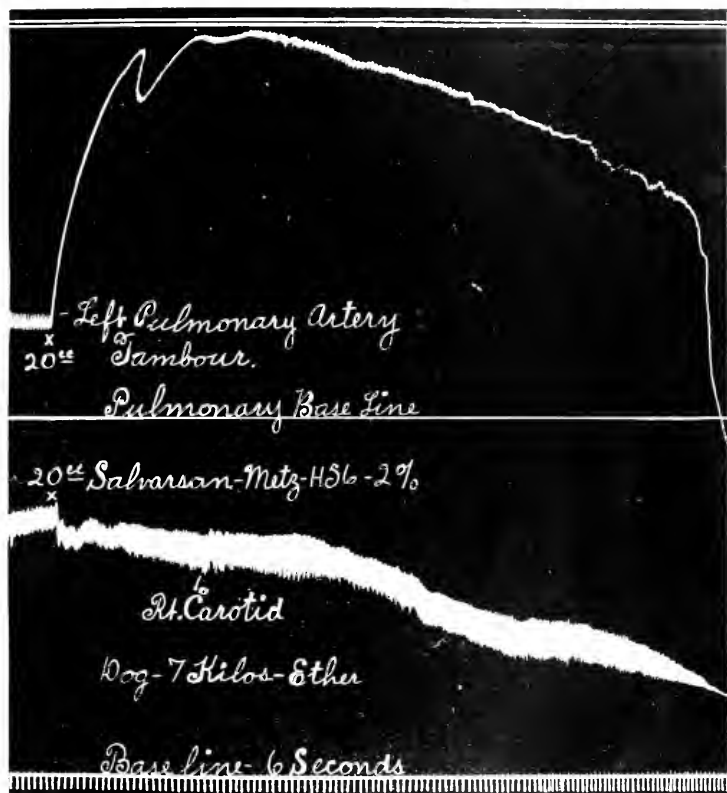 -Left Pulmonary Artery
x
20cc Tambour.
Pulmonary Base Line
20cc Salvarsan-Metz-HS6-2%
x
Rt. Carotid
Dog-7 Kilos-Ether
Base line-6 Seconds